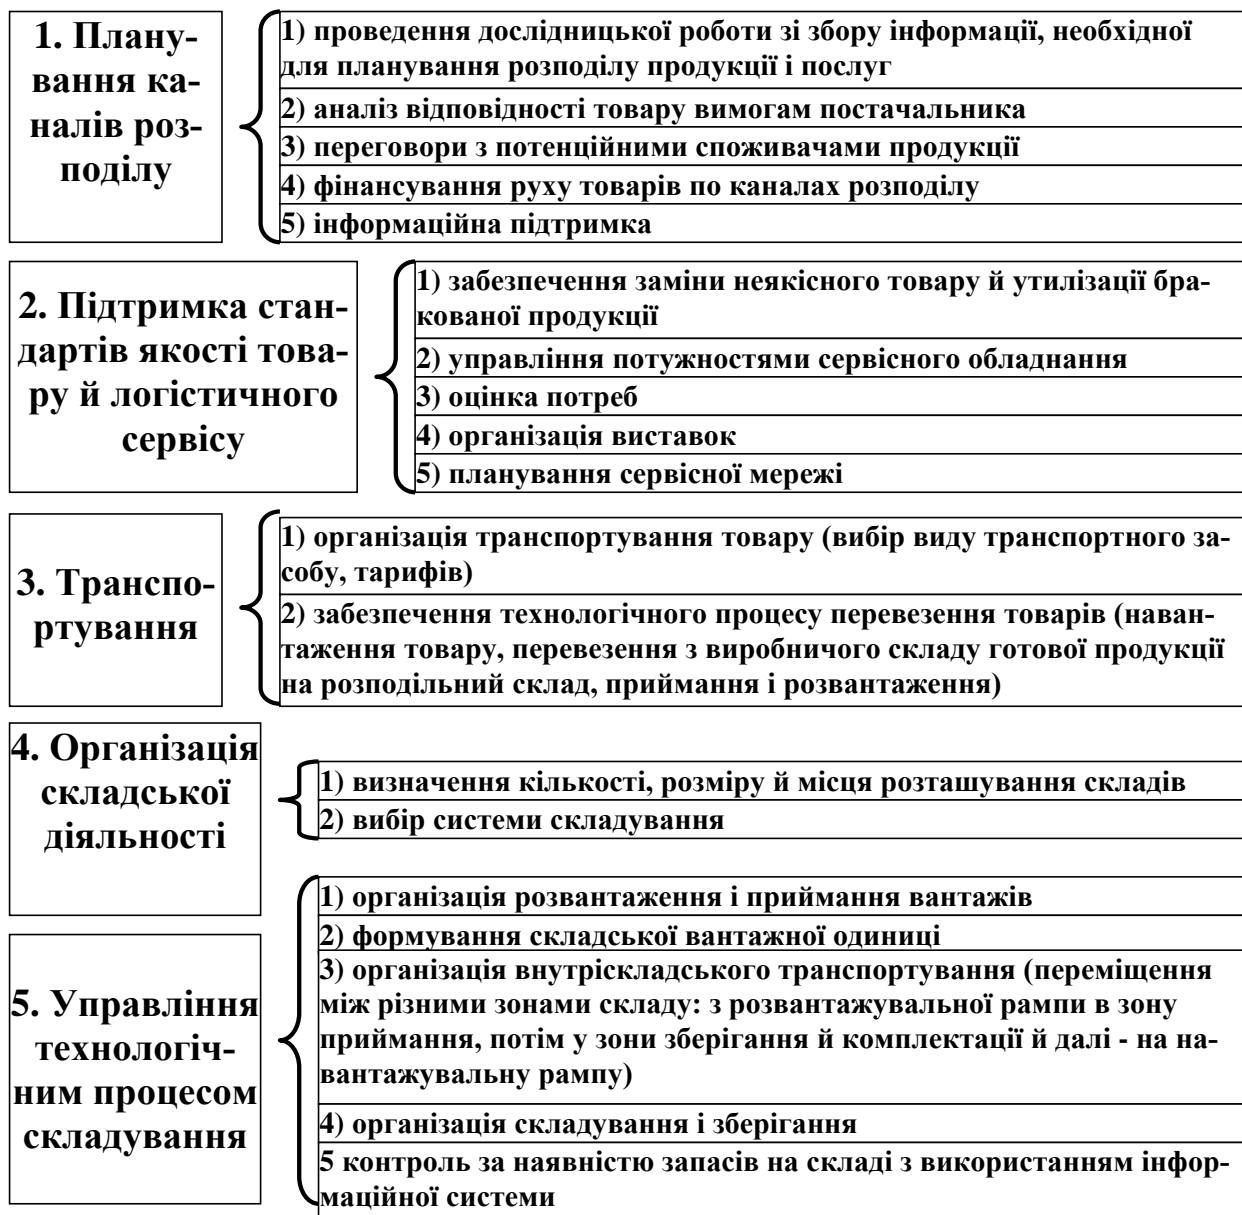 1. Плану-
вання ка-
налів роз-
поділу
1) проведення дослідницької роботи зі збору інформації, необхідної
для планування розподілу продукції і послуг
2) аналіз відповідності товару вимогам постачальника
3) переговори з потенційними споживачами продукції
4) фінансування руху товарів по каналах розподілу
5) інформаційна підтримка
2. Підтримка стан-
дартів якості това-
ру й логістичного
сервісу
1) забезпечення заміни неякісного товару й утилізації бра-
кованої продукції
2) управління потужностями сервісного обладнання
3) оцінка потреб
4) організація виставок
5) планування сервісної мережі
3. Транспо-
ртування
1) організація транспортування товару (вибір виду транспортного за-
собу, тарифів)
2) забезпечення технологічного процесу перевезення товарів (наван-
таження товару, перевезення з виробничого складу готової продукції
на розподільний склад, приймання і розвантаження)
4. Організація
складської
діяльності
1) визначення кількості, розміру й місця розташування складів
2) вибір системи складування
5. Управління
технологіч-
ним процесом
складування
1) організація розвантаження і приймання вантажів
2) формування складської вантажної одиниці
3) організація внутріскладського транспортування (переміщення
між різними зонами складу: з розвантажувальної рампи в зону
приймання, потім у зони зберігання й комплектації й далі - на на-
вантажувальну рампу)
4) організація складування і зберігання
5 контроль за наявністю запасів на складі з використанням інфор-
маційної системи